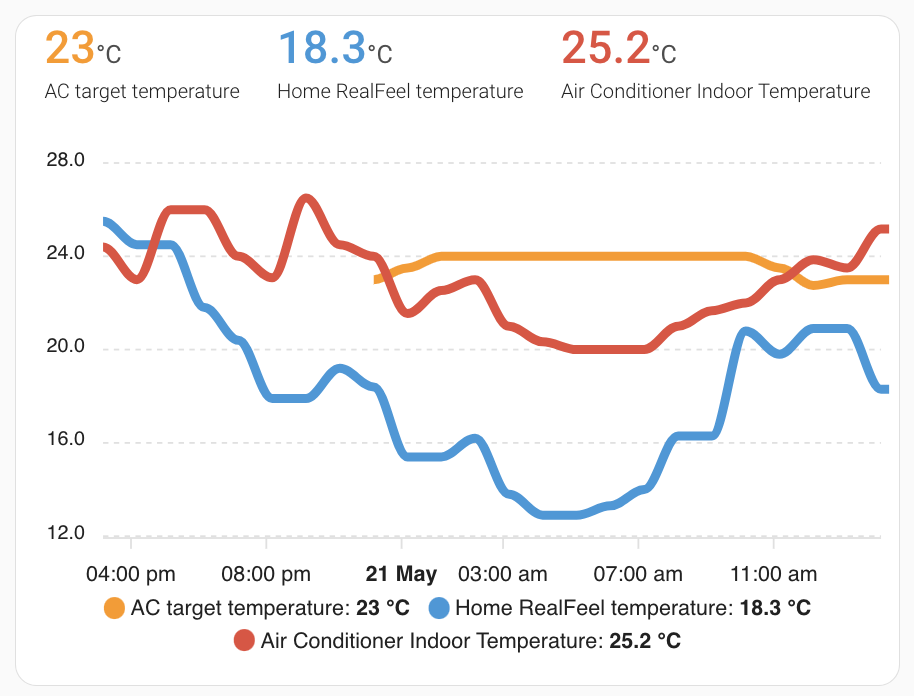 23°C 18.3°C 25.2°C
AC target temperature Home RealFeel temperature Air Conditioner Indoor Temperature
28.0
24.0
20.0
16.0
12.0
04:00 pm 08:00 pm 21 May 03:00 am 07:00 am 11:00 am
AC target temperature: 23 °C Home RealFeel temperature: 18.3 °C
Air Conditioner Indoor Temperature: 25.2 °C